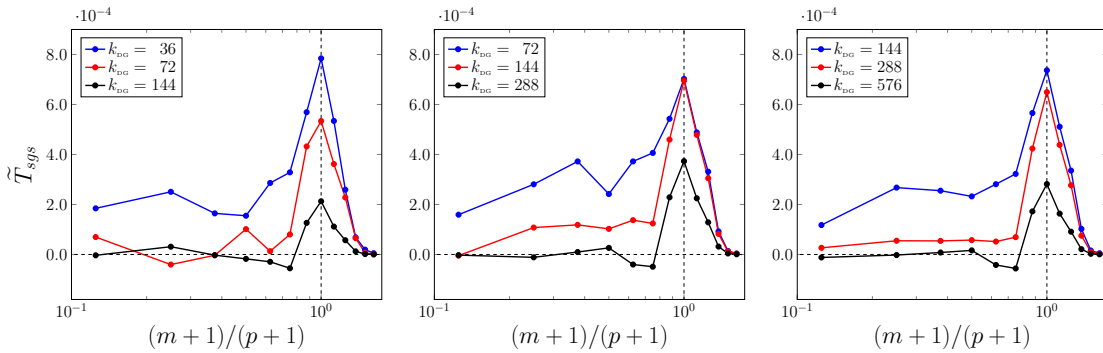 ·10⁻⁴
8.0
6.0
4.0
2.0
0.0
T̃sgs
k_DG = 36
k_DG = 72
k_DG = 144
10⁻¹
10⁰
(m + 1)/(p + 1)
·10⁻⁴
8.0
6.0
4.0
2.0
0.0
k_DG = 72
k_DG = 144
k_DG = 288
10⁻¹
10⁰
(m + 1)/(p + 1)
·10⁻⁴
8.0
6.0
4.0
2.0
0.0
k_DG = 144
k_DG = 288
k_DG = 576
10⁻¹
10⁰
(m + 1)/(p + 1)